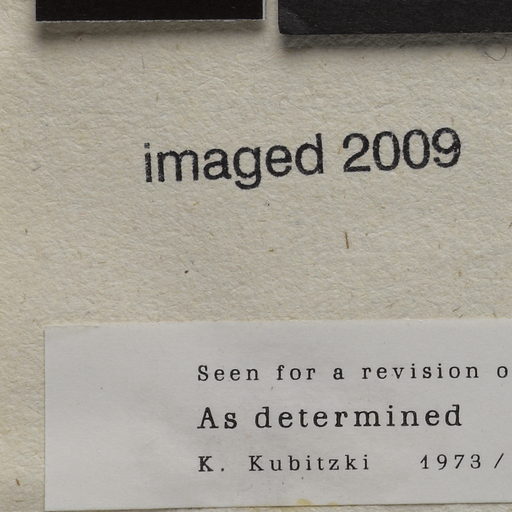 imaged 2009
Seen for a revision o
As determined
K. Kubitzki 1973 /